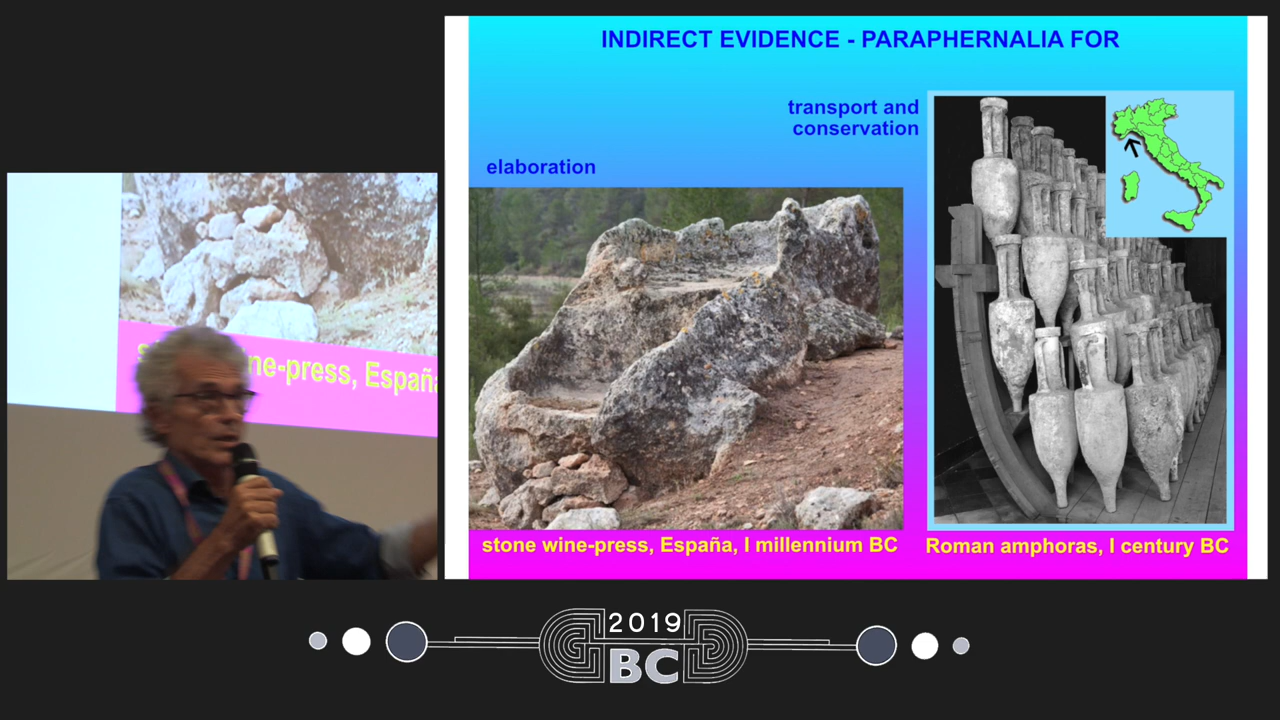 INDIRECT EVIDENCE - PARAPHERNALIA FOR
transport and
conservation
elaboration
stone wine-press, España, I millennium BC
Roman amphoras, I century BC
ne-press, España
2019
BC